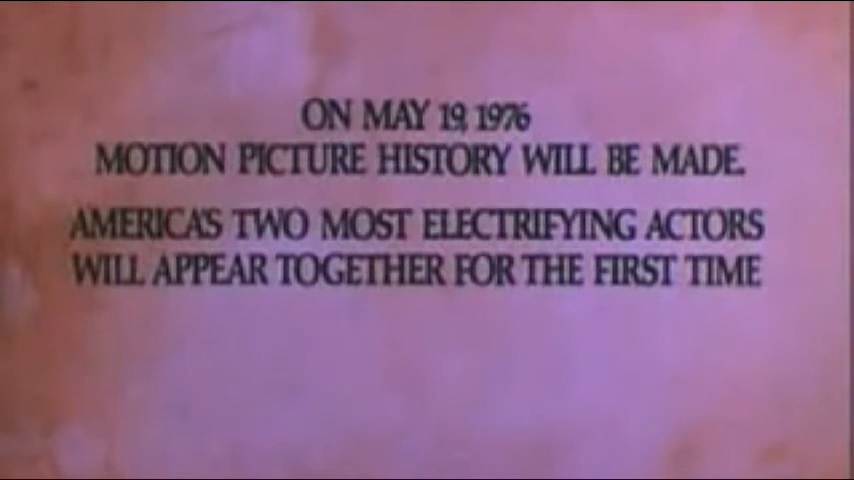 ON MAY 19, 1976
MOTION PICTURE HISTORY WILL BE MADE.
AMERICA'S TWO MOST ELECTRIFYING ACTORS
WILL APPEAR TOGETHER FOR THE FIRST TIME